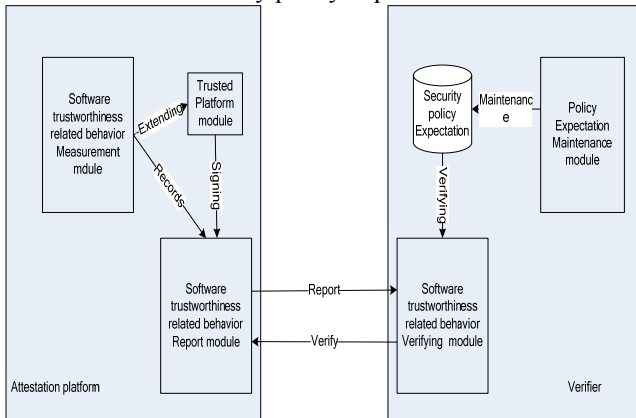 policy
Software
trustworthiness
related behavior
Measurement
mdule
Extending
Trusted
Platform
module
Records
Signing
Security
policy
Expectation
Maintenanc
e
Policy
Expectation
Maintenance
module
Verifying
Software
trustworthiness
related behavior
Report module
Report
Verify
Software
trustworthiness
related behavior
Verifying module
Attestation platform
Verifier